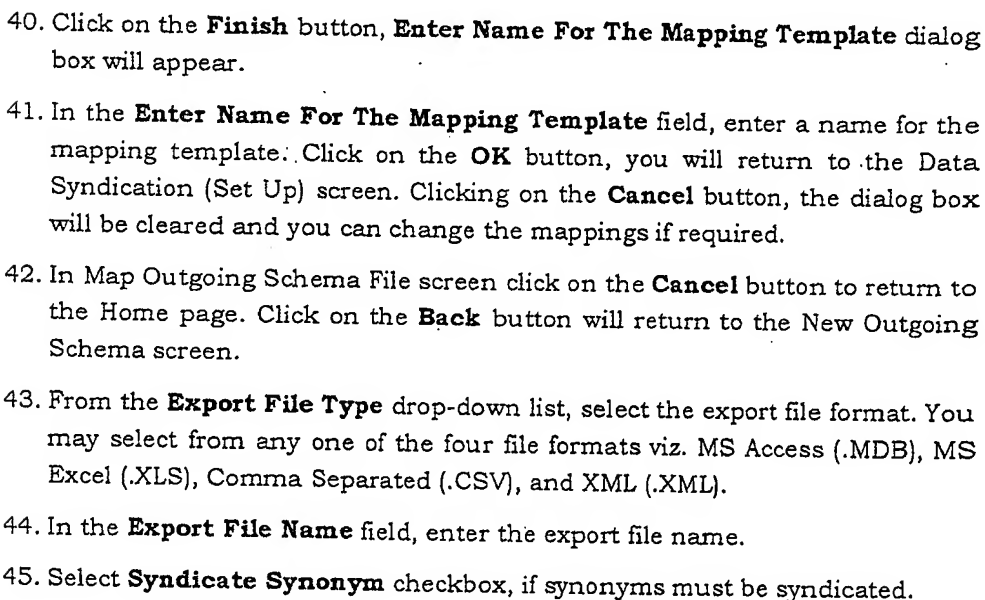 40. Click on the Finish button, Enter Name For The Mapping Template dialog
box will appear.
41. In the Enter Name For The Mapping Template field, enter a name for the
mapping template. Click on the OK button, you will return to the Data
Syndication (Set Up) screen. Clicking on the Cancel button, the dialog box
will be cleared and you can change the mappings if required.
42. In Map Outgoing Schema File screen click on the Cancel button to return to
the Home page. Click on the Back button will return to the New Outgoing
Schema screen.
43. From the Export File Type drop-down list, select the export file format. You
may select from any one of the four file formats viz. MS Access (.MDB), MS
Excel (.XLS), Comma Separated (.CSV), and XML (.XML).
44. In the Export File Name field, enter the export file name.
45. Select Syndicate Synonym checkbox, if synonyms must be syndicated.